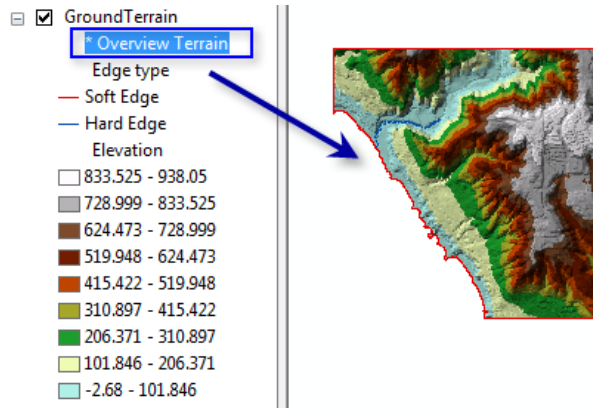 GroundTerrain
* Overview Terrain
Edge type
Soft Edge
Hard Edge
Elevation
833.525 - 938.05
728.999 - 833.525
624.473 - 728.999
519.948 - 624.473
415.422 - 519.948
310.897 - 415.422
206.371 - 310.897
101.846 - 206.371
-2.68 - 101.846